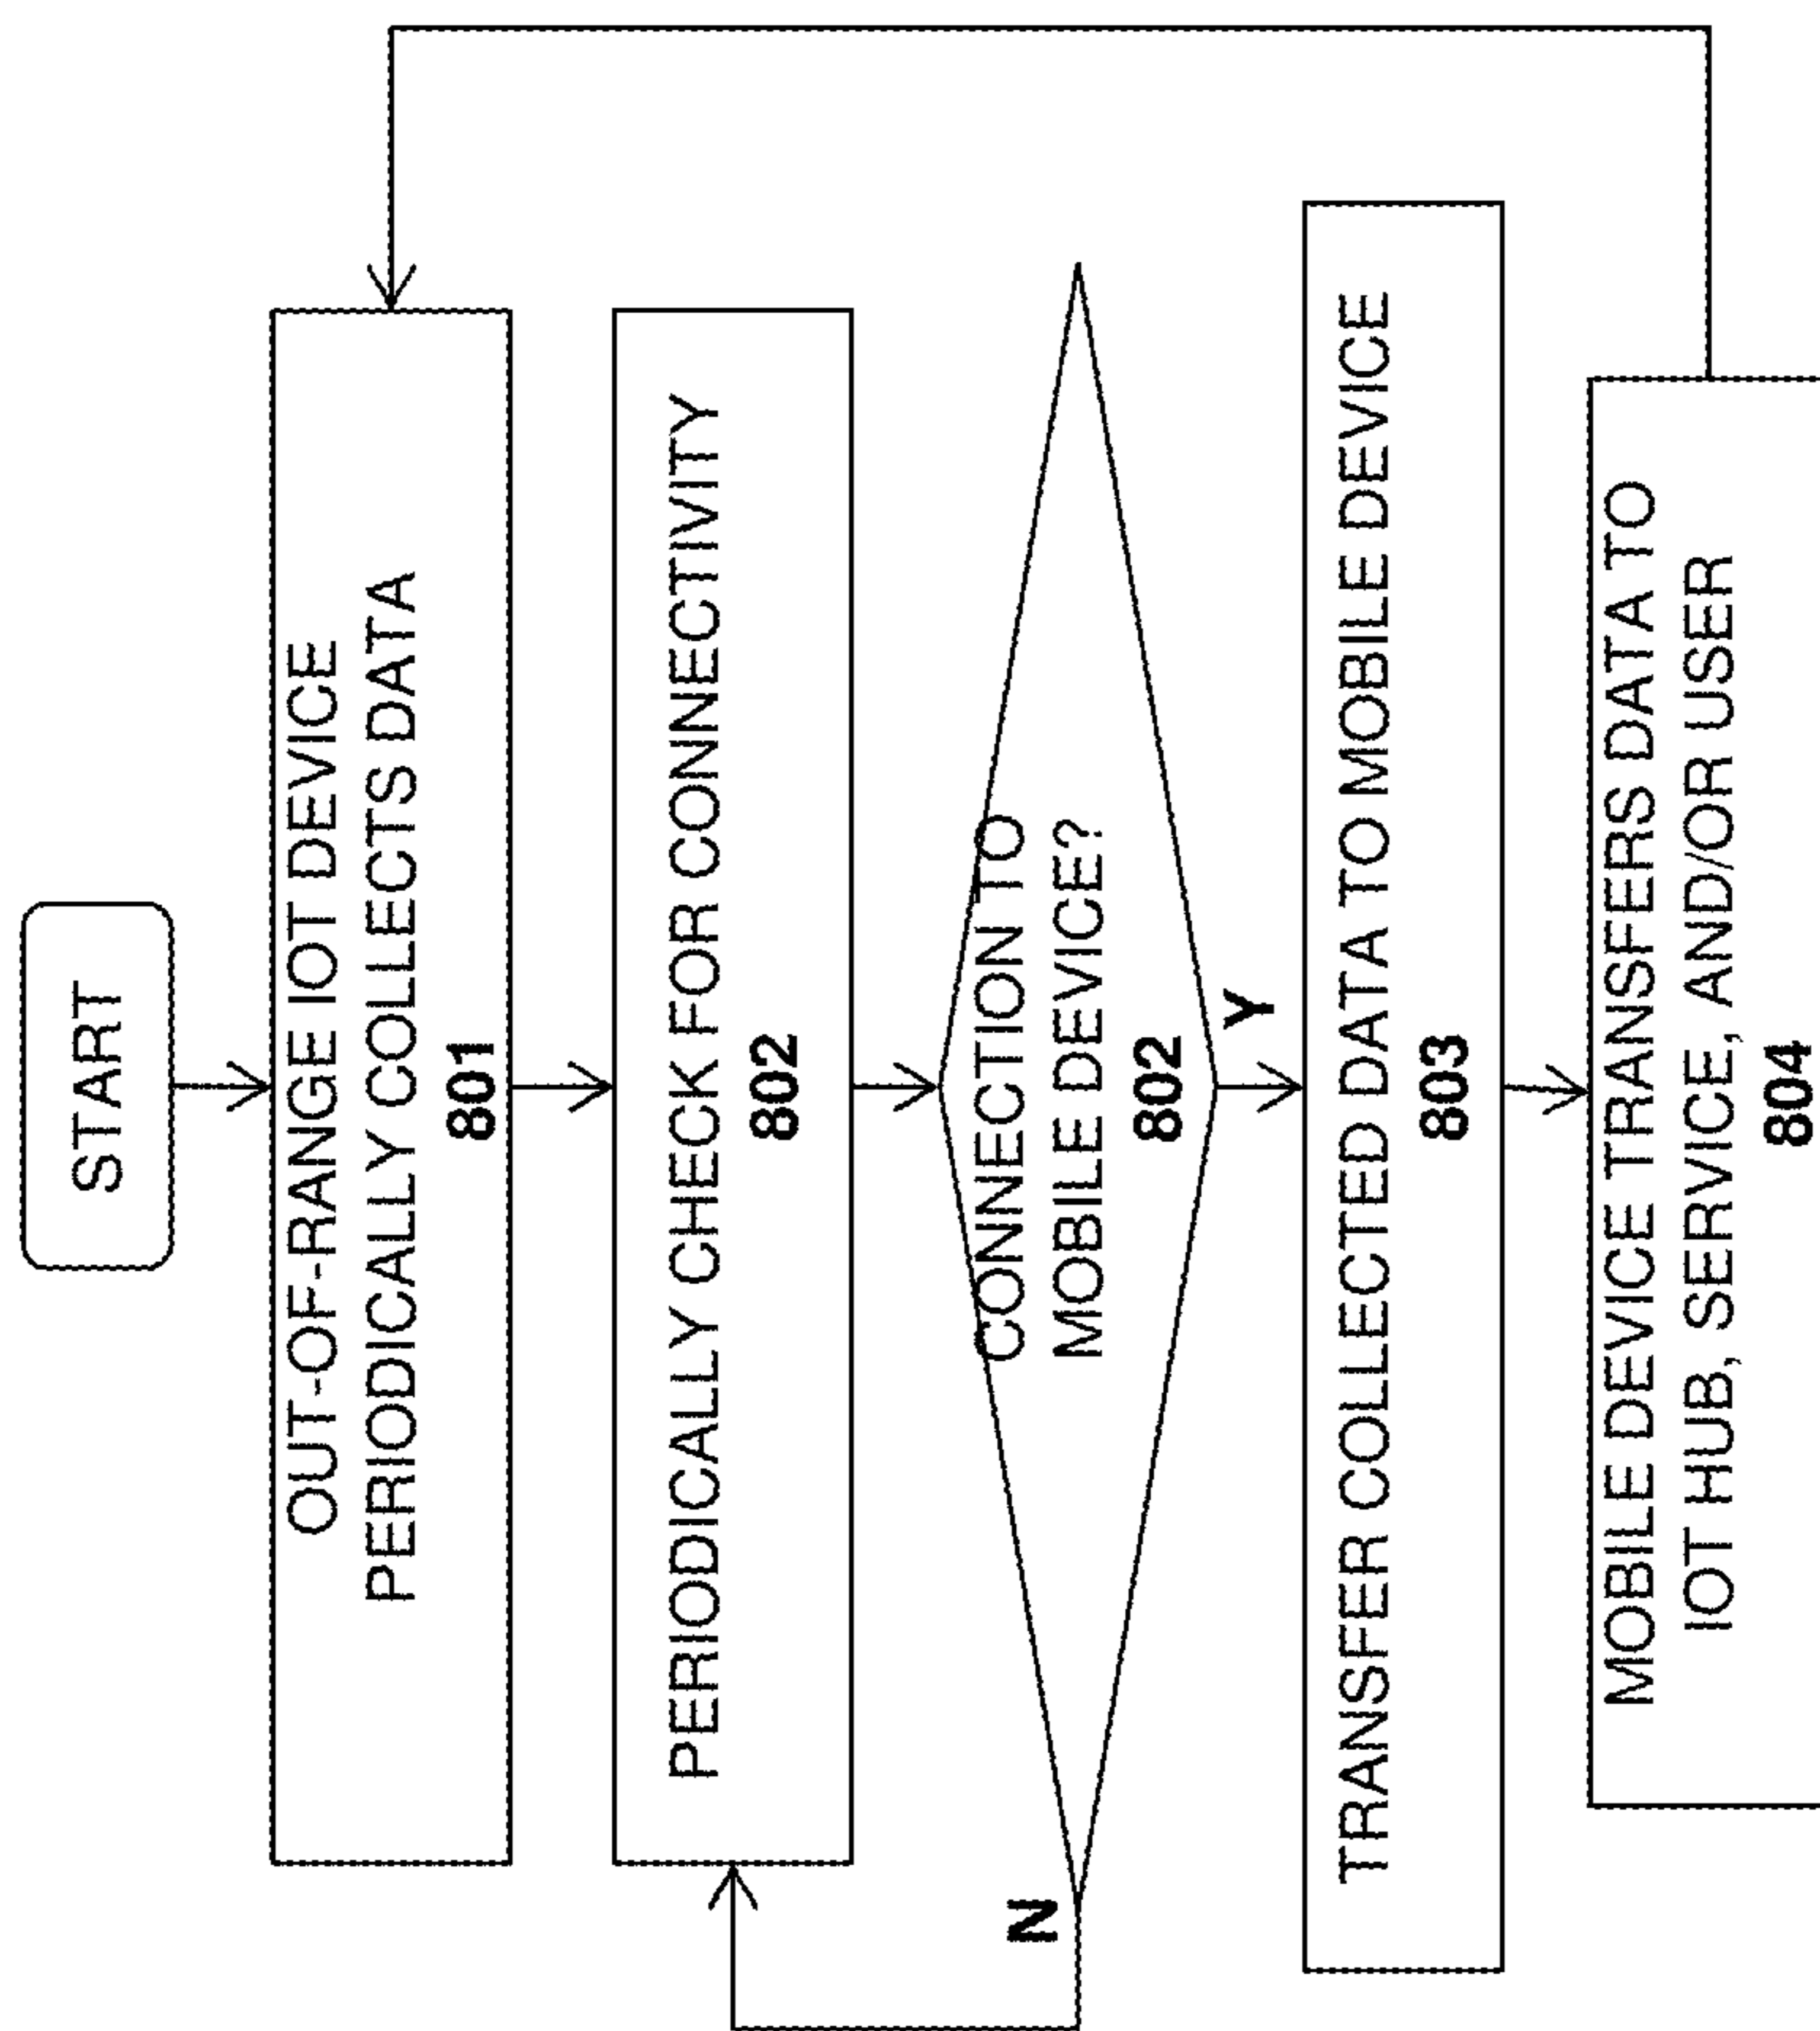 START
OUT-OF-RANGE IOT DEVICE
PERIODICALLY COLLECTS DATA
801
PERIODICALLY CHECK FOR CONNECTIVITY
802
CONNECTION TO
MOBILE DEVICE?
802
N
Y
TRANSFER COLLECTED DATA TO MOBILE DEVICE
803
MOBILE DEVICE TRANSFERS DATA TO
IOT HUB, SERVICE, AND/OR USER
804